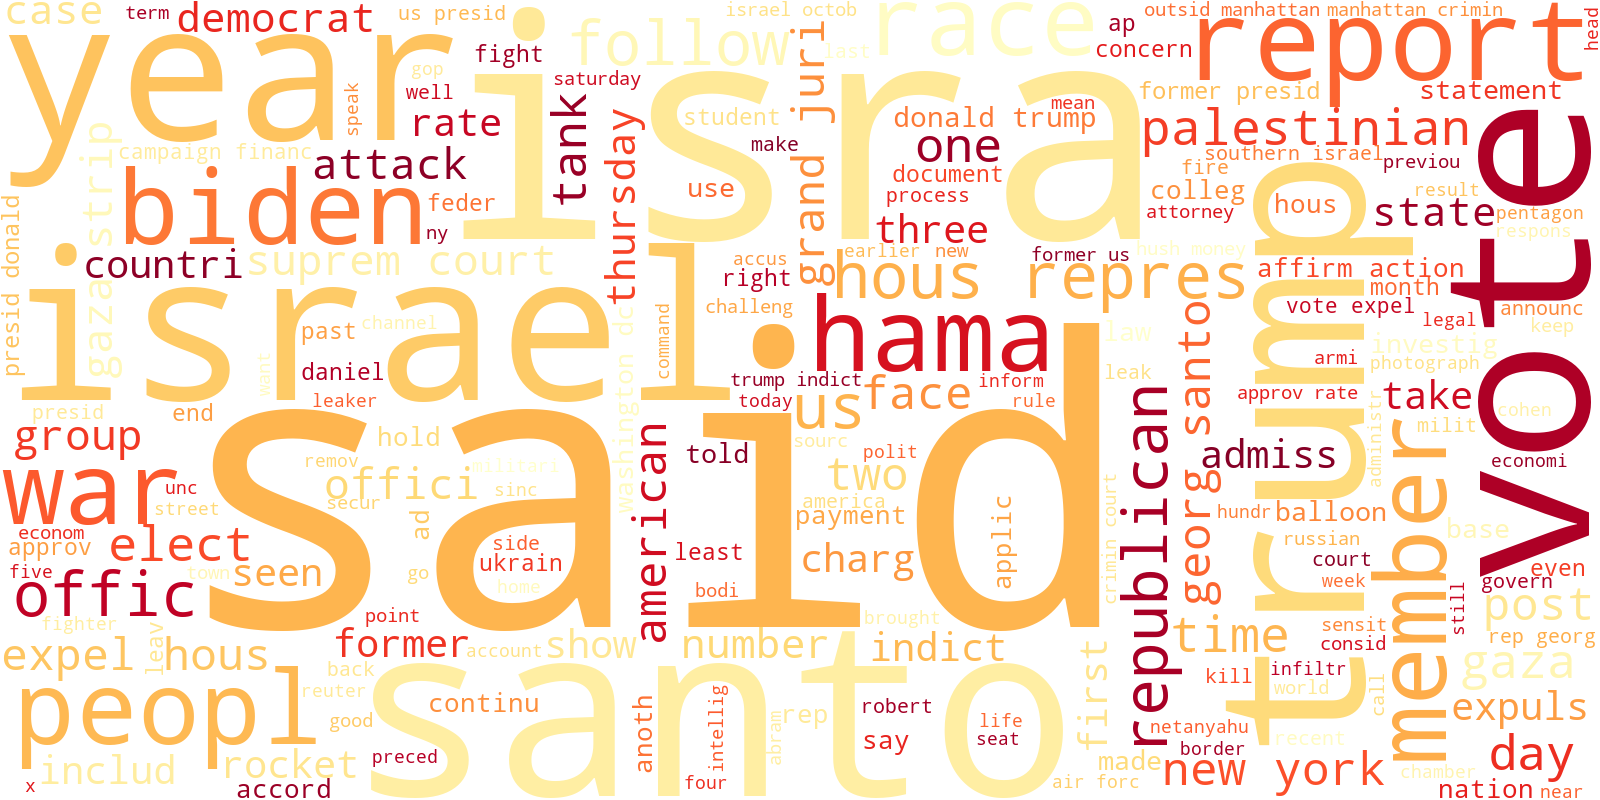 case
term
democrat
us presid
israel octob
race
ap
outsid manhattan
manhattan crimin
head
year
isra
follow
last
concern
report
fight
gop
saturday
well
speak
rate
tank
thursday
student
grand juri
donald trump
mean
make
one
former presid
statement
palestinian
vote
campaign financ
attack
gaza strip
biden
feder
ny
use
document
process
three
southern israel
fire
previou
colleg
attorney
hous
result
state
pentagon
respons
countri
suprem court
accus
right
earlier
new
former us
hush money
affirm action
month
vote expel
announc
legal
keep
presid donald
israel
past
channel
daniel
want
leaker
command
challeng
hous repres
hama
law
trump
investig
armi
photograph
trump indict
today
face
inform
rule
leak
approv rate
take
presid
end
us
cohen
group
hold
washington dc
told
sourc
polit
republican
georg santo
admiss
administr
milit
economi
war
remov
offici
militari
sinc
secur
american
two
america
payment
unc
street
said
econom
approv
elect
ad
side
ukrain
least
charg
applic
crimin court
hundr
balloon
base
russian
court
member
five
town
seen
go
home
bodi
week
govern
even
offic
point
brought
sensit
consid
still
post
rep georg
fighter
former
account
show
number
indict
time
expel hous
leav
back
kill
infiltr
world
call
gaza
peopl
reuter
good
santo
continu
anoth
intellig
abram
rep
robert
life
seat
first
netanyahu
border
recent
expuls
say
preced
includ
rocket
accord
x
four
made
air forc
new york
chamber
day
nation
near